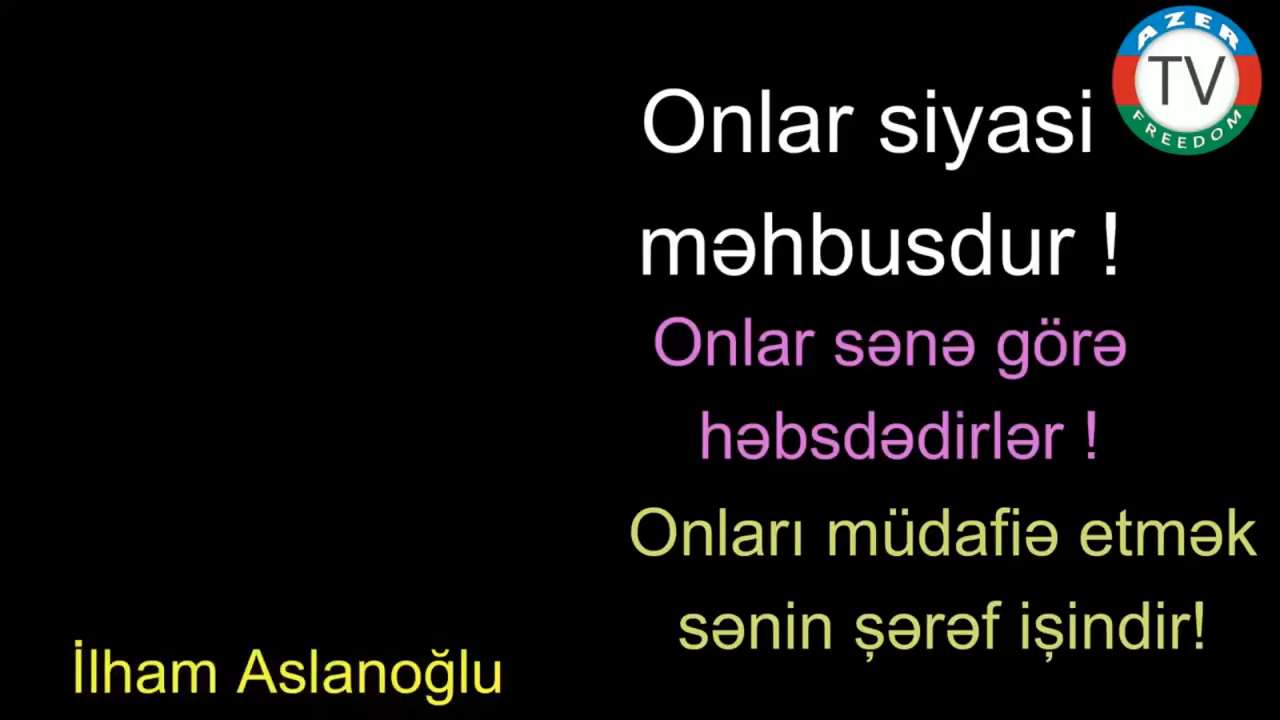 AZER
TV
FREEDOM
Onlar siyasi
məhbusdur !
Onlar sənə görə
həbsdədirlər !
Onları müdafiə etmək
sənin şərəf işindir!
İlham Aslanoğlu